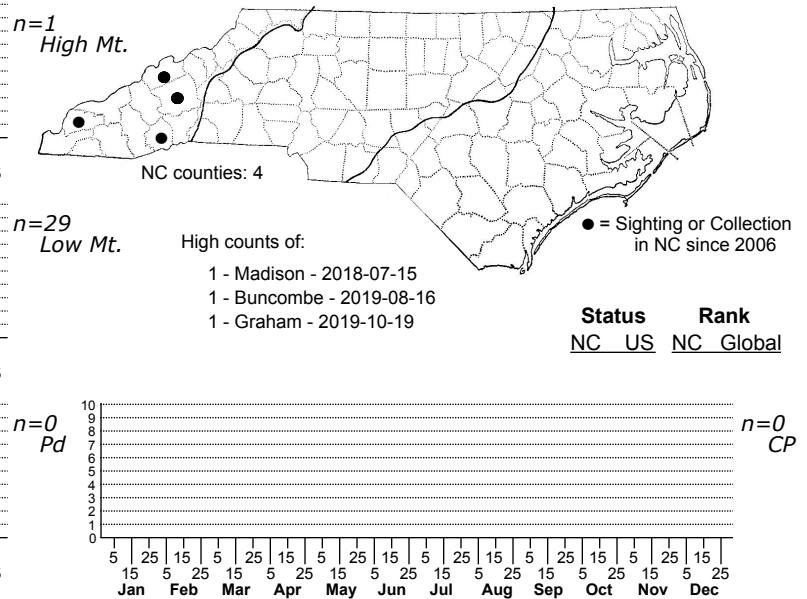 n=1
High Mt.
NC counties: 4
n=29
Low Mt.
High counts of:
1 - Madison - 2018-07-15
1 - Buncombe - 2019-08-16
1 - Graham - 2019-10-19
● = Sighting or Collection
in NC since 2006
Status Rank
NC US NC Global
n=0
Pd
10
9
8
7
6
5
4
3
2
1
0
n=0
CP
5 25 15 5 25 15 5 25 15 5 25 15 5 25 15 5 25 15
15 5 25 15 5 25 15 5 25 15 5 25 15 5 25 15 5 25
Jan Feb Mar Apr May Jun Jul Aug Sep Oct Nov Dec